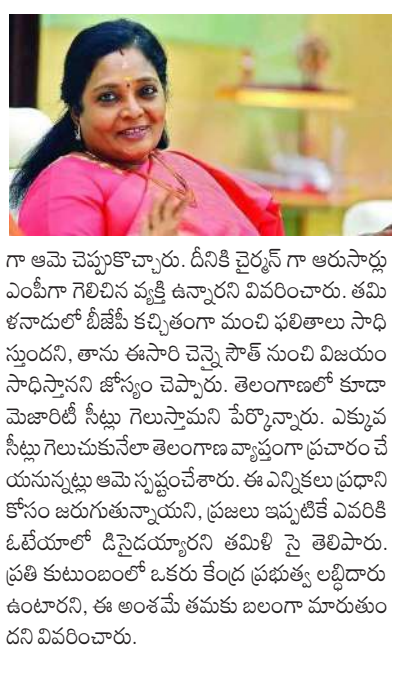 గా ఆమె చెప్పుకొచ్చారు. దీనికి చైర్మన్ గా ఆరుసార్లు
ఎంపీగా గెలిచిన వ్యక్తి ఉన్నారని వివరించారు. తమి
ళనాడులో బీజేపీ కచ్చితంగా మంచి ఫలితాలు సాధి
స్తుందని, తాను ఈసారి చెన్నై సౌత్ నుంచి విజయం
సాధిస్తానని జోస్యం చెప్పారు. తెలంగాణలో కూడా
మెజారిటీ సీట్లు గెలుస్తామని పేర్కొన్నారు. ఎక్కువ
సీట్లు గెలుచుకునేలా తెలంగాణ వ్యాప్తంగా ప్రచారం చే
యనున్నట్లు ఆమె స్పష్టంచేశారు. ఈ ఎన్నికలు ప్రధాని
కోసం జరుగుతున్నాయని, ప్రజలు ఇప్పటికే ఎవరికి
ఓటేయాలో డిసైడయ్యారని తమిళి సై తెలిపారు.
ప్రతి కుటుంబంలో ఒకరు కేంద్ర ప్రభుత్వ లబ్ధిదారు
ఉంటారని, ఈ అంశమే తమకు బలంగా మారుతుం
దని వివరించారు.